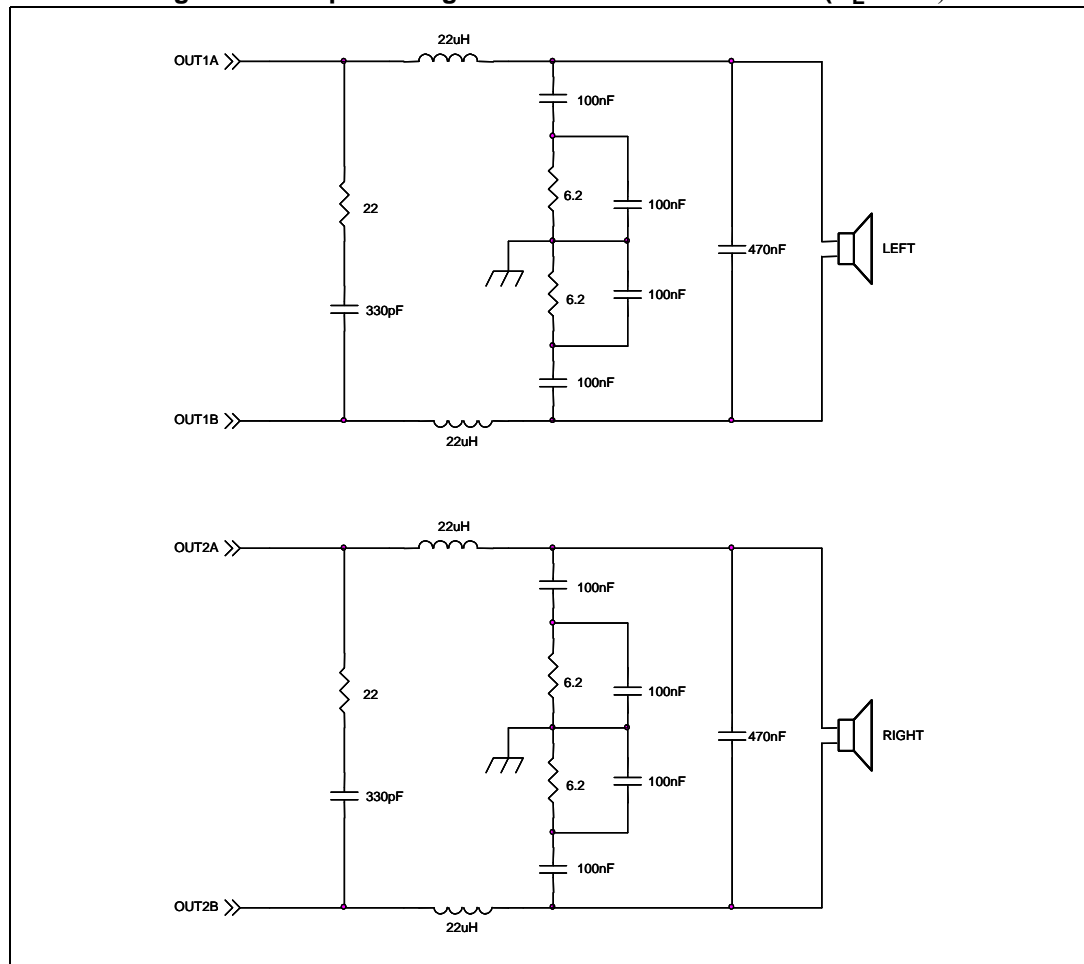 22uH
OUT1A
100nF
6.2
100nF
22
470nF
LEFT
6.2
100nF
330pF
100nF
OUT1B
22uH
22uH
OUT2A
100nF
6.2
100nF
22
470nF
RIGHT
6.2
100nF
330pF
100nF
OUT2B
22uH